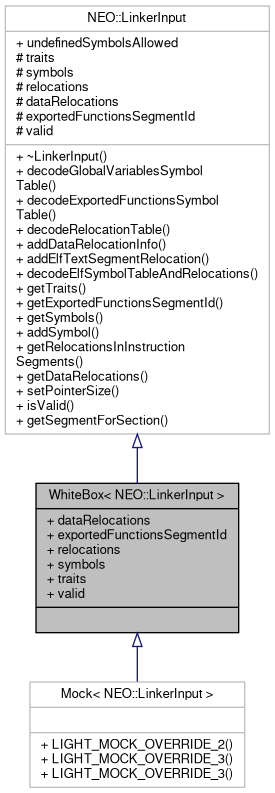 NEO::LinkerInput
+ undefinedSymbolsAllowed
# traits
# symbols
# relocations
# dataRelocations
# exportedFunctionsSegmentId
# valid
+ ~LinkerInput()
+ decodeGlobalVariablesSymbol
Table()
+ decodeExportedFunctionsSymbol
Table()
+ decodeRelocationTable()
+ addDataRelocationInfo()
+ addElfTextSegmentRelocation()
+ decodeElfSymbolTableAndRelocations()
+ getTraits()
+ getExportedFunctionsSegmentId()
+ getSymbols()
+ addSymbol()
+ getRelocationsInInstruction
Segments()
+ getDataRelocations()
+ setPointerSize()
+ isValid()
+ getSegmentForSection()
WhiteBox< NEO::LinkerInput >
+ dataRelocations
+ exportedFunctionsSegmentId
+ relocations
+ symbols
+ traits
+ valid
Mock< NEO::LinkerInput >
+ LIGHT_MOCK_OVERRIDE_2()
+ LIGHT_MOCK_OVERRIDE_3()
+ LIGHT_MOCK_OVERRIDE_3()